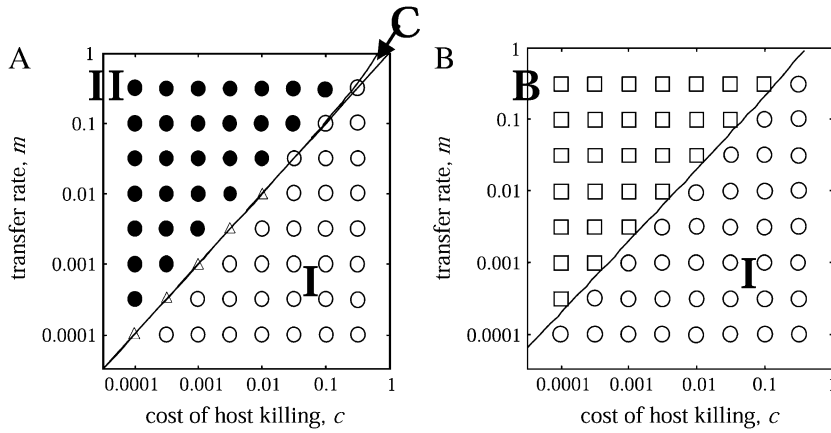 A
C
II
1
0.1
0.01
0.001
0.0001
transfer rate, m
I
0.0001 0.001 0.01 0.1 1
cost of host killing, c
B
B
1
0.1
0.01
0.001
0.0001
transfer rate, m
I
0.0001 0.001 0.01 0.1 1
cost of host killing, c